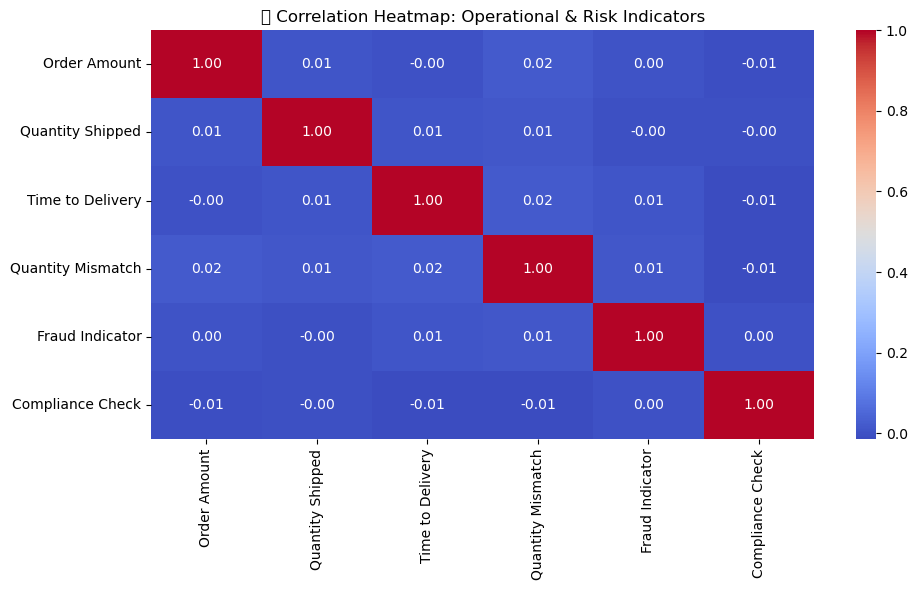 ▯ Correlation Heatmap: Operational & Risk Indicators
Order Amount 1.00 0.01 -0.00 0.02 0.00 -0.01
Quantity Shipped 0.01 1.00 0.01 0.01 -0.00 -0.00
Time to Delivery -0.00 0.01 1.00 0.02 0.01 -0.01
Quantity Mismatch 0.02 0.01 0.02 1.00 0.01 -0.01
Fraud Indicator 0.00 -0.00 0.01 0.01 1.00 0.00
Compliance Check -0.01 -0.00 -0.01 -0.01 0.00 1.00
Order Amount
Quantity Shipped
Time to Delivery
Quantity Mismatch
Fraud Indicator
Compliance Check
1.0
0.8
0.6
0.4
0.2
0.0